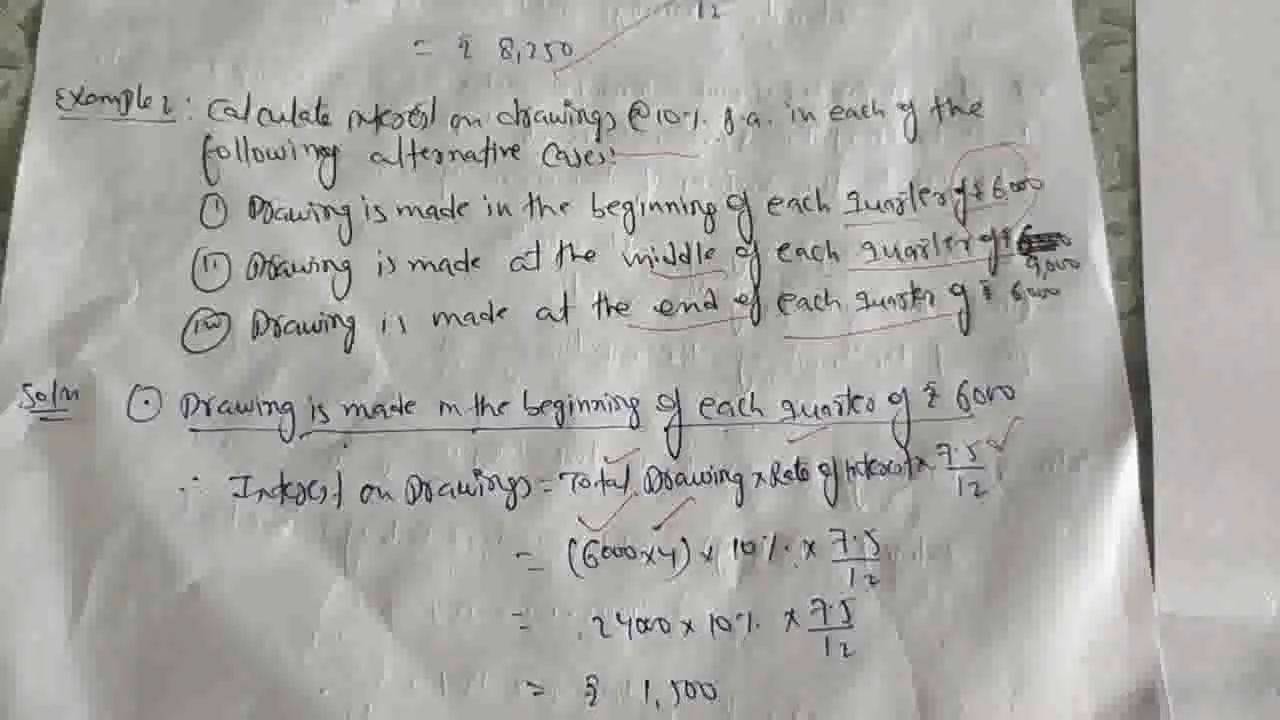 12
= ₹ 8,250
Example 2: Calculate interest on drawings @ 10% p.a. in each of the
following alternative cases:
(i) Drawing is made in the beginning of each quarter of ₹ 6000
(ii) Drawing is made at the middle of each quarter of ₹
9,000
(iii) Drawing is made at the end of each quarter of ₹ 6,000
Soln (i) Drawing is made in the beginning of each quarter of ₹ 6000
∴ Interest on Drawings = Total Drawing x Rate of Interest x 7.5/12
= (6000x4) x 10% x 7.5/12
= 24000 x 10% x 7.5/12
= ₹ 1,500